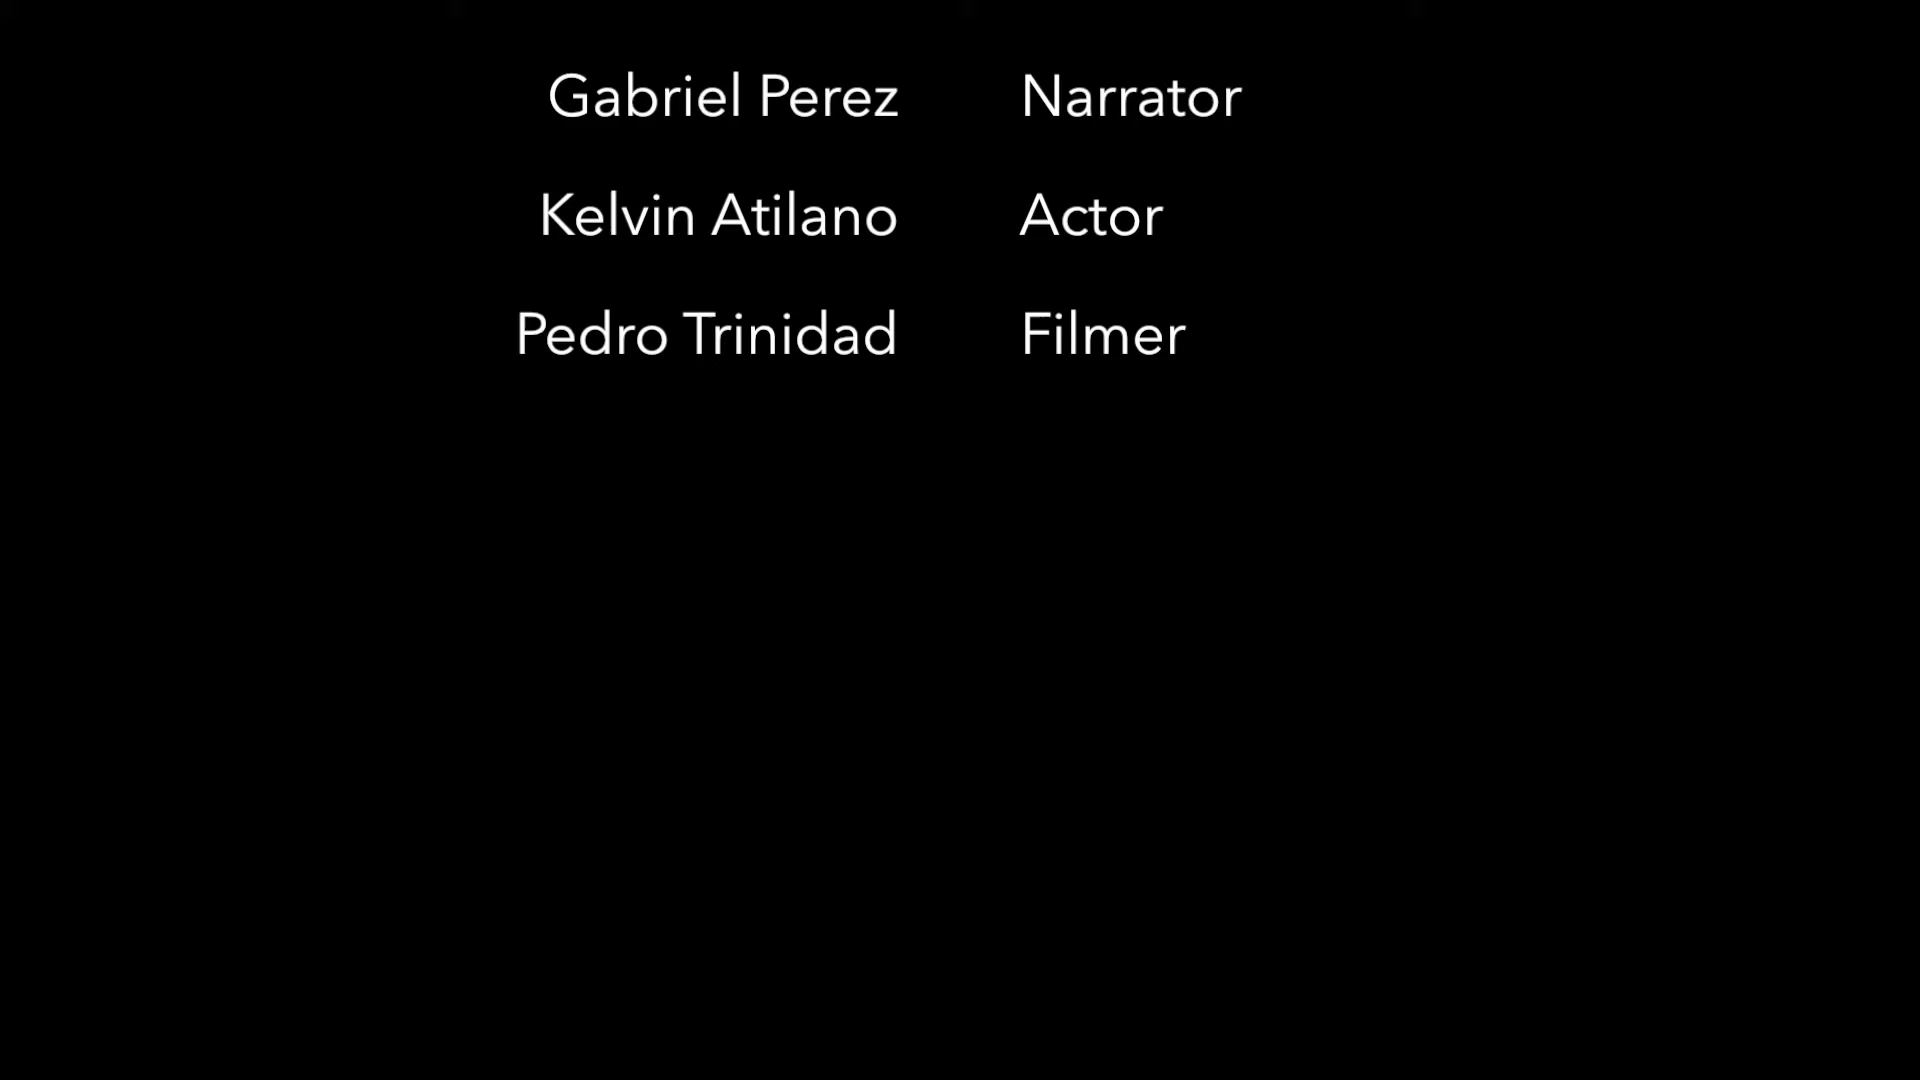 Gabriel Perez Narrator
Kelvin Atilano Actor
Pedro Trinidad Filmer